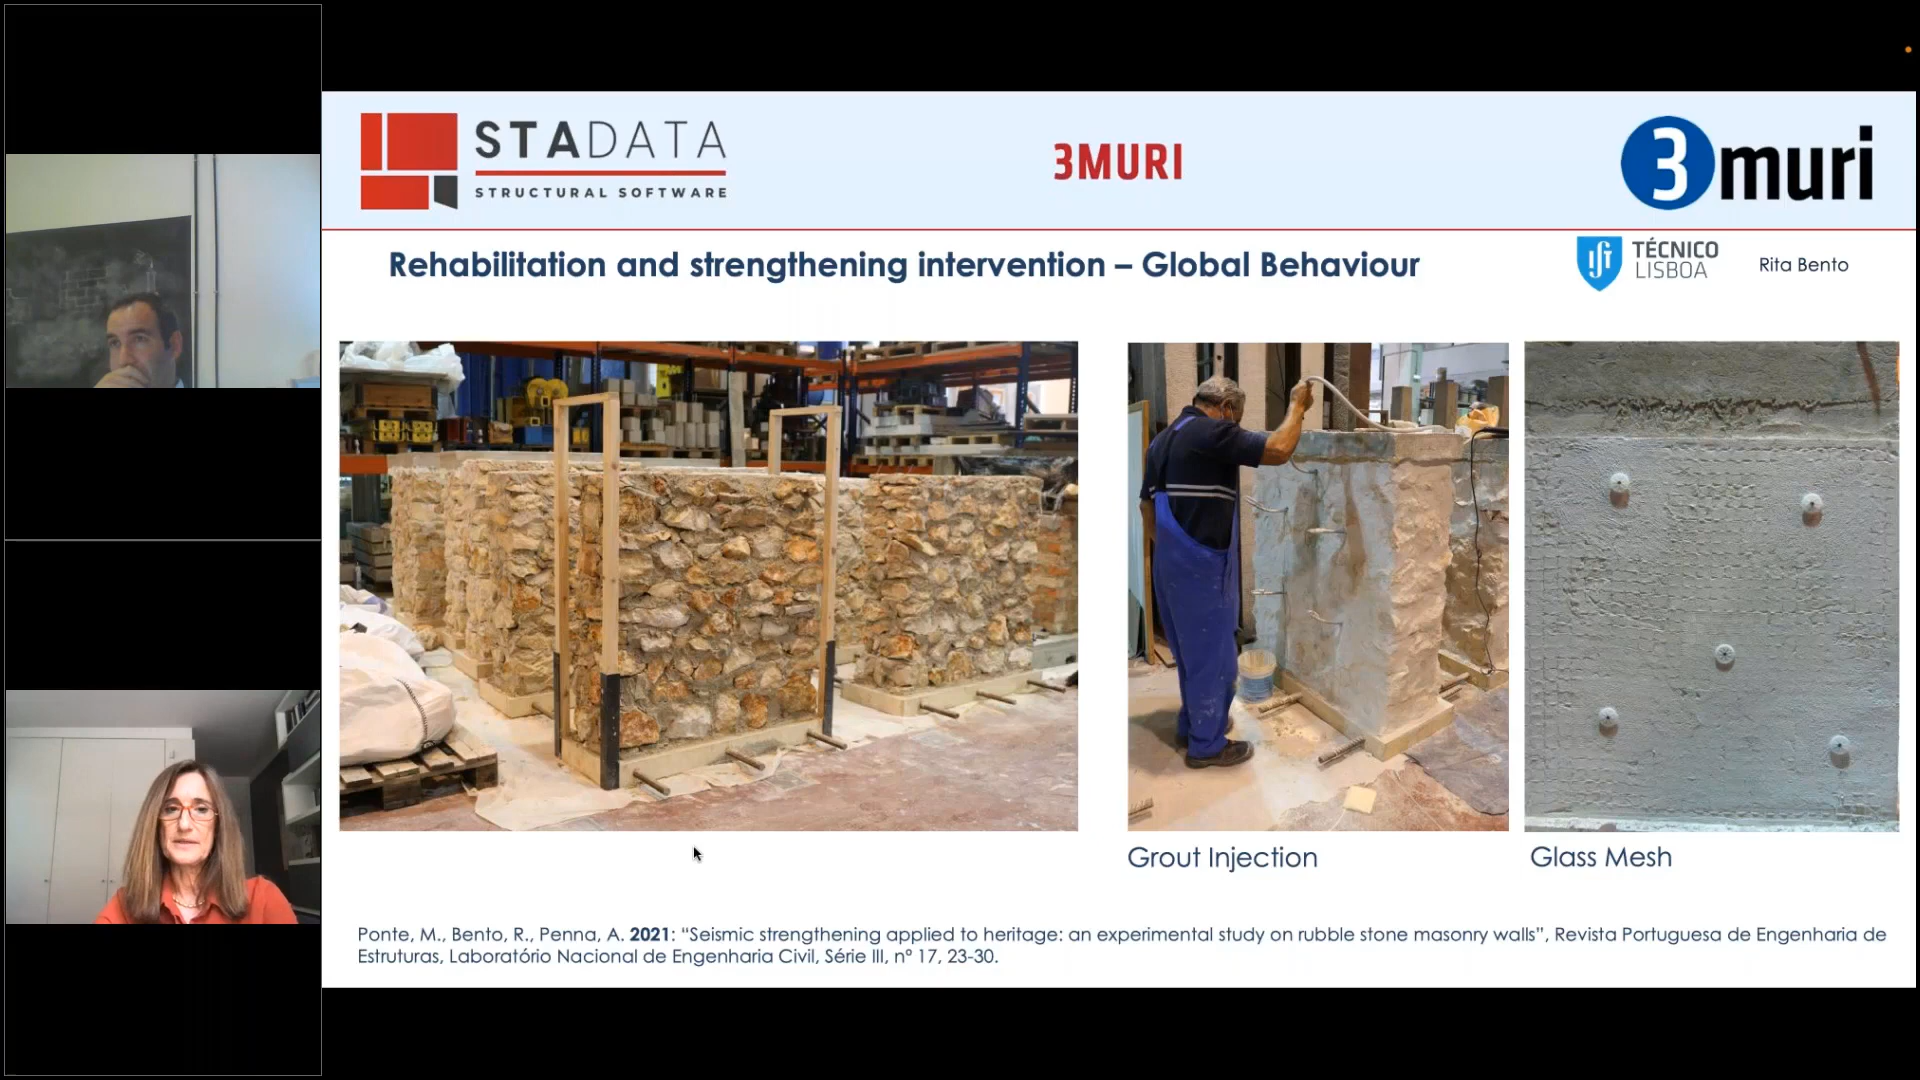 STADATA
STRUCTURAL SOFTWARE
3MURI
3muri
Rehabilitation and strengthening intervention – Global Behaviour
TÉCNICO
LISBOA
Rita Bento
Grout Injection
Glass Mesh
Ponte, M., Bento, R., Penna, A. 2021: “Seismic strengthening applied to heritage: an experimental study on rubble stone masonry walls”, Revista Portuguesa de Engenharia de
Estruturas, Laboratório Nacional de Engenharia Civil, Série III, nº 17, 23-30.